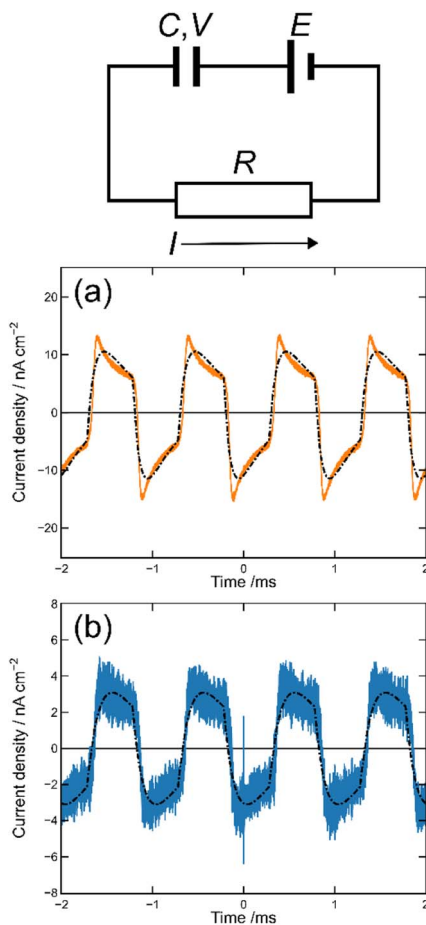 C,V E
R
I
(a)
Current density / nA cm⁻²
20
10
0
−10
−20
−2 −1 0 1 2
Time /ms
(b)
Current density / nA cm⁻²
8
6
4
2
0
−2
−4
−6
−8
−2 −1 0 1 2
Time /ms